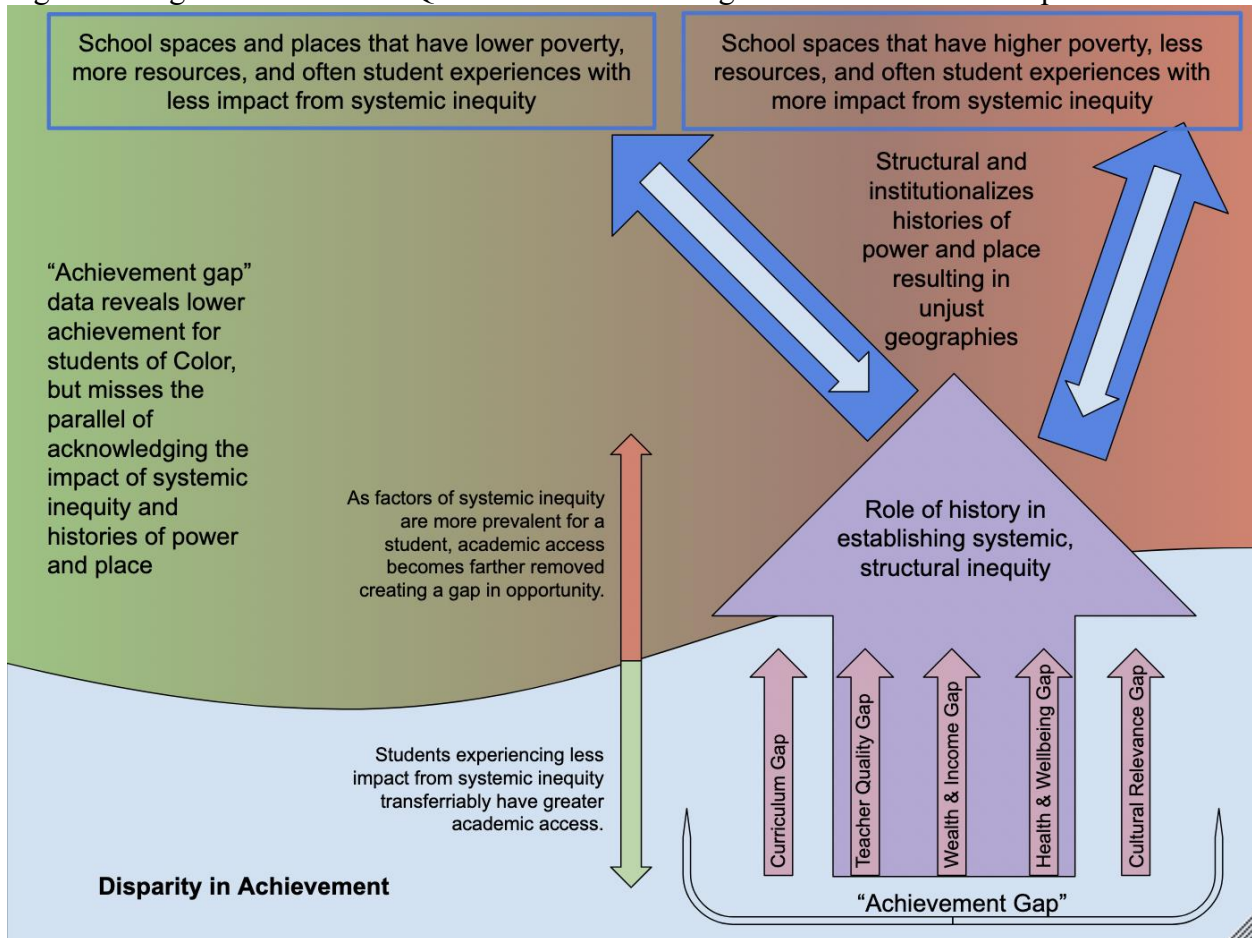 School spaces and places that have lower poverty,
more resources, and often student experiences with
less impact from systemic inequity
School spaces that have higher poverty, less
resources, and often student experiences with
more impact from systemic inequity
Structural and
institutionalizes
histories of
power and place
resulting in
unjust
geographies
“Achievement gap”
data reveals lower
achievement for
students of Color,
but misses the
parallel of
acknowledging the
impact of systemic
inequity and
histories of power
and place
As factors of systemic inequity
are more prevalent for a
student, academic access
becomes farther removed
creating a gap in opportunity.
Role of history in
establishing systemic,
structural inequity
Students experiencing less
impact from systemic inequity
transferriably have greater
academic access.
Curriculum Gap
Teacher Quality Gap
Wealth & Income Gap
Health & Wellbeing Gap
Cultural Relevance Gap
Disparity in Achievement
“Achievement Gap”